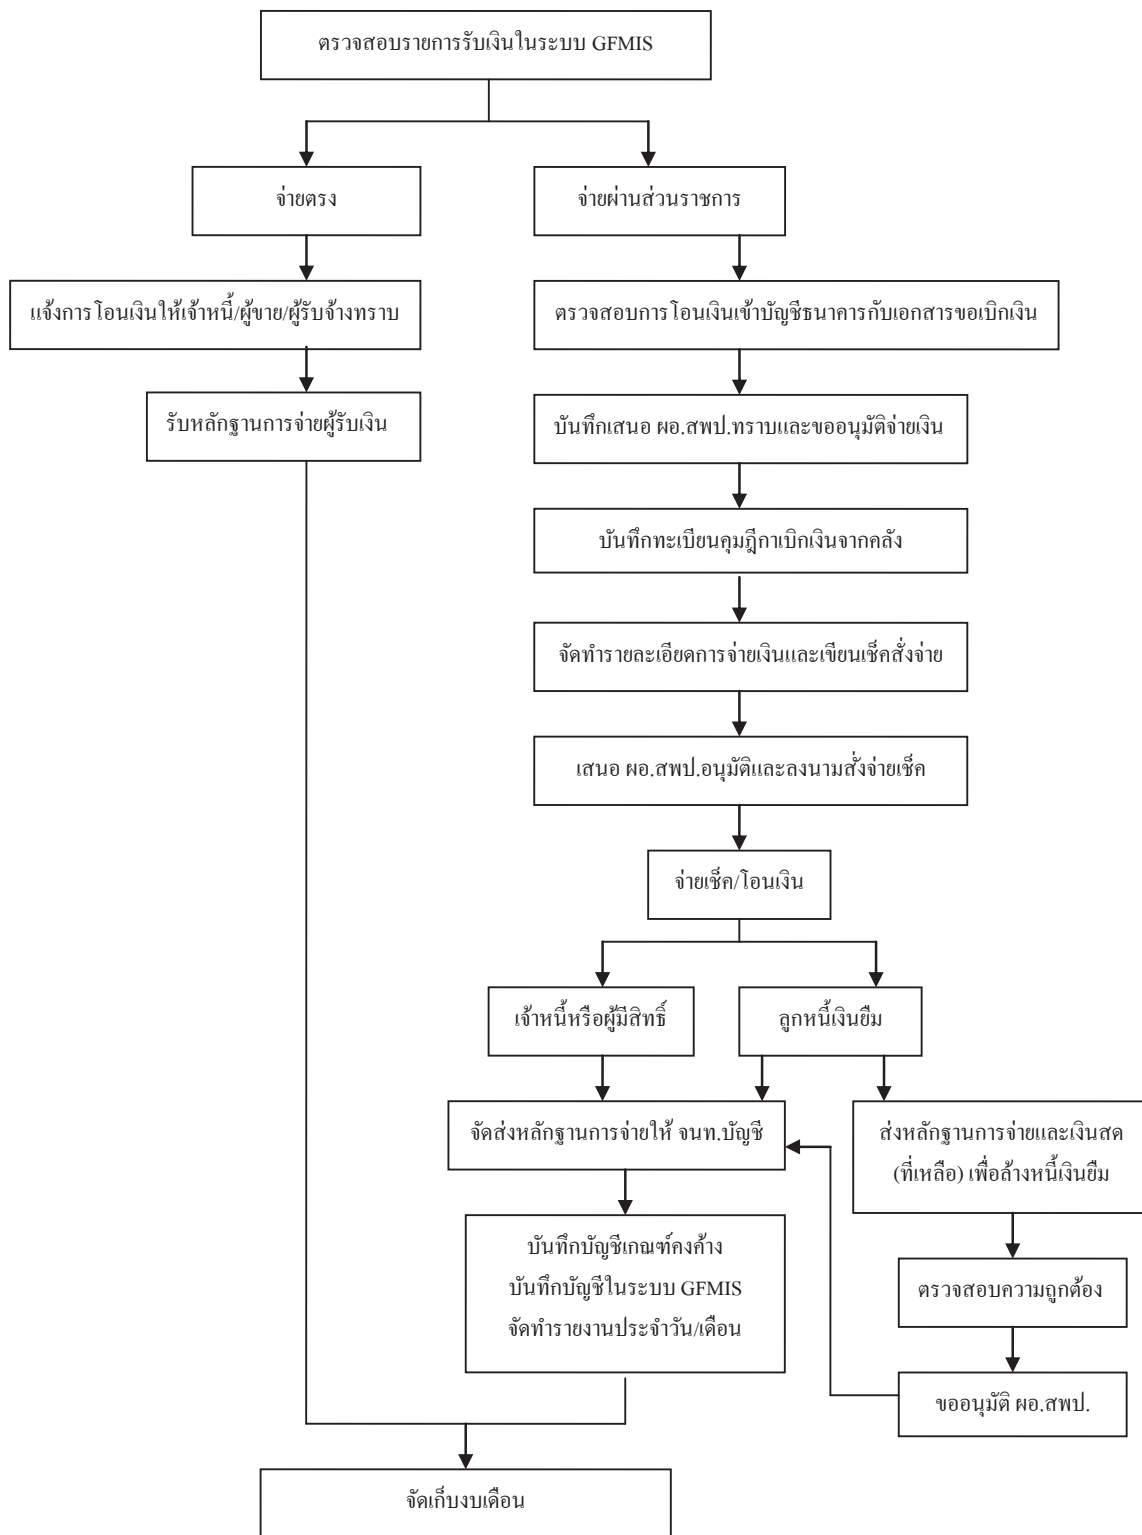 ตรวจสอบรายการรับเงินในระบบ GFMIS
จ่ายตรง
จ่ายผ่านส่วนราชการ
แจ้งการโอนเงินให้เจ้าหนี้/ผู้ขาย/ผู้รับจ้างทราบ
ตรวจสอบการโอนเงินเข้าบัญชีธนาคารกับเอกสารขอเบิกเงิน
รับหลักฐานการจ่ายผู้รับเงิน
บันทึกเสนอ ผอ.สพป.ทราบและขออนุมัติจ่ายเงิน
บันทึกทะเบียนคุมฎีกาเบิกเงินจากคลัง
จัดทำรายละเอียดการจ่ายเงินและเขียนเช็คสั่งจ่าย
เสนอ ผอ.สพป.อนุมัติและลงนามสั่งจ่ายเช็ค
จ่ายเช็ค/โอนเงิน
เจ้าหนี้หรือผู้มีสิทธิ์
ลูกหนี้เงินยืม
จัดส่งหลักฐานการจ่ายให้ จนท.บัญชี
ส่งหลักฐานการจ่ายและเงินสด
(ที่เหลือ) เพื่อล้างหนี้เงินยืม
บันทึกบัญชีเกณฑ์คงค้าง
บันทึกบัญชีในระบบ GFMIS
จัดทำรายงานประจำวัน/เดือน
ตรวจสอบความถูกต้อง
ขออนุมัติ ผอ.สพป.
จัดเก็บงบเดือน